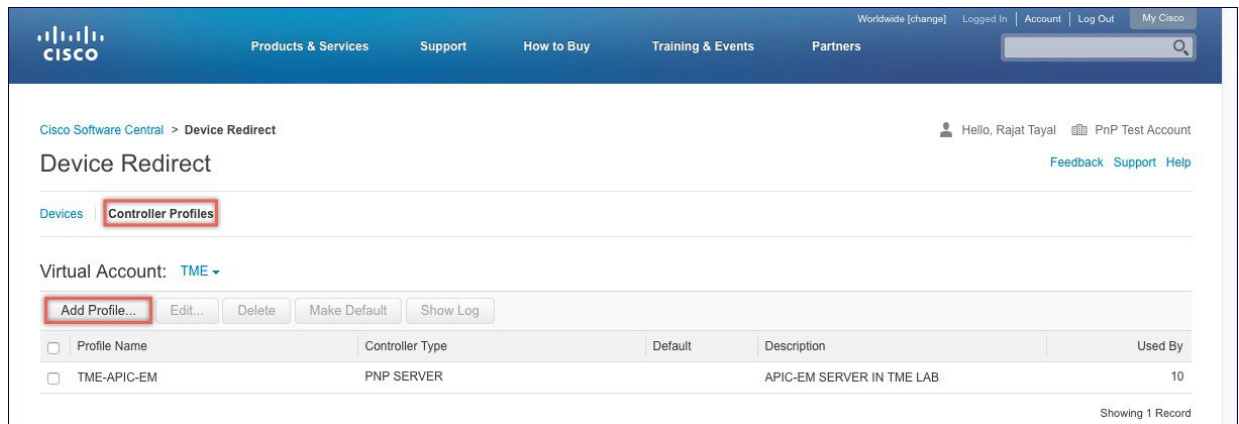 Worldwide [change] Logged In | Account | Log Out My Cisco
CISCO
Products & Services Support How to Buy Training & Events Partners
Cisco Software Central > Device Redirect
Hello, Rajat Tayal PnP Test Account
Device Redirect
Feedback Support Help
Devices | Controller Profiles
Virtual Account: TME
Add Profile... Edit... Delete Make Default Show Log
Profile Name Controller Type Default Description Used By
TME-APIC-EM PNP SERVER APIC-EM SERVER IN TME LAB 10
Showing 1 Record